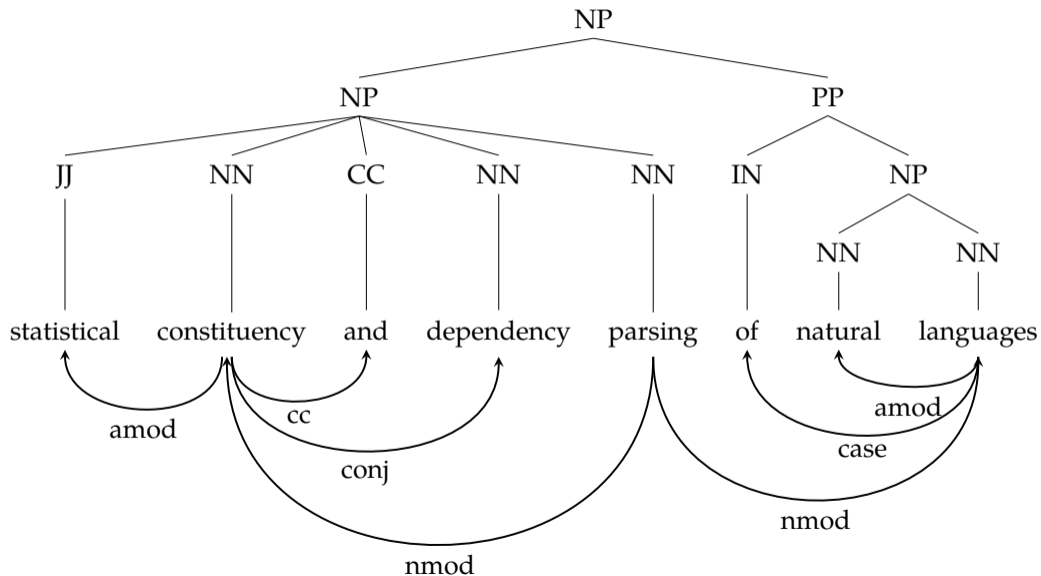 NP
NP PP
JJ NN CC NN NN IN NP
NN NN
statistical constituency and dependency parsing of natural languages
amod cc amod
conj case
nmod nmod